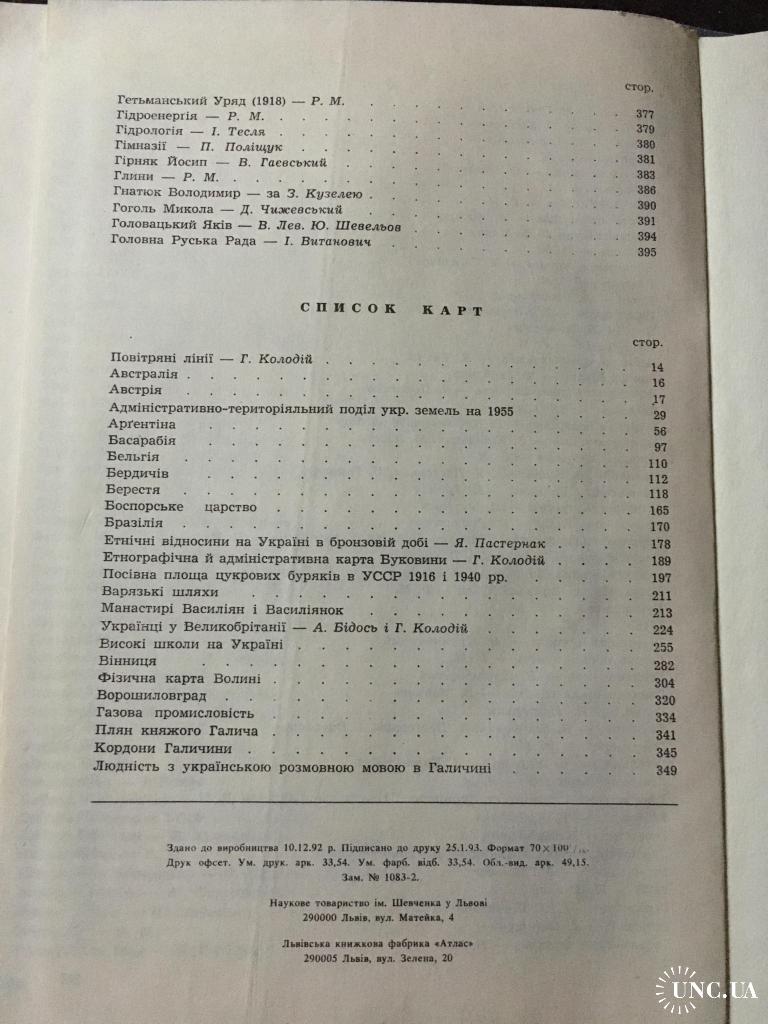 стор.
Гетьманський Уряд (1918) — Р. М. 377
Гідроенергія — Р. М. 379
Гідрологія — І. Тесля 380
Гімназії — П. Поліщук 381
Гірняк Йосип — В. Гаєвський 383
Глини — Р. М. 386
Гнатюк Володимир — за З. Кузелею 390
Гоголь Микола — Д. Чижевський 391
Головацький Яків — В. Лев. Ю. Шевельов 394
Головна Руська Рада — І. Витанович 395
СПИСОК КАРТ
стор.
Повітряні лінії — Г. Колодій 14
Австралія 16
Австрія 17
Адміністративно-територіяльний поділ укр. земель на 1955 29
Арґентіна 56
Басарабія 97
Бельгія 110
Бердичів 112
Берестя 118
Боспорське царство 165
Бразілія 170
Етнічні відносини на Україні в бронзовій добі — Я. Пастернак 178
Етнографічна й адміністративна карта Буковини — Г. Колодій 189
Посівна площа цукрових буряків в УССР 1916 і 1940 рр. 197
Варязькі шляхи 211
Манастирі Василіян і Василіянок 213
Українці у Великобрітанії — А. Бідось і Г. Колодій 224
Високі школи на Україні 255
Вінниця 282
Фізична карта Волині 304
Ворошиловград 320
Газова промисловість 334
Плян княжого Галича 341
Кордони Галичини 345
Людність з українською розмовною мовою в Галичині 349
Здано до виробництва 10.12.92 р. Підписано до друку 25.1.93. Формат 70×100/
Друк офсет. Ум. друк. арк. 33,54. Ум. фарб. відб. 33,54. Обл.-вид. арк. 49,15.
Зам. № 1083-2.
Наукове товариство ім. Шевченка у Львові
290000 Львів, вул. Матейка, 4
Львівська книжкова фабрика «Атлас»
290005 Львів, вул. Зелена, 20
UNC.UA